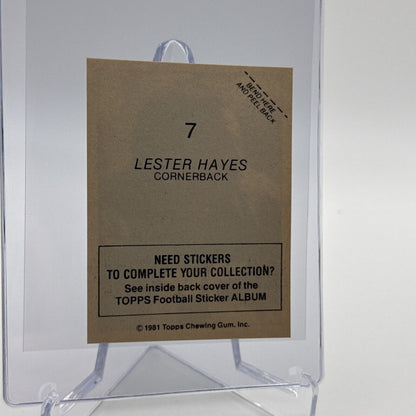 BEND HERE
AND PEEL BACK
7
LESTER HAYES
CORNERBACK
NEED STICKERS
TO COMPLETE YOUR COLLECTION?
See inside back cover of the
TOPPS Football Sticker ALBUM
© 1981 Topps Chewing Gum, Inc.